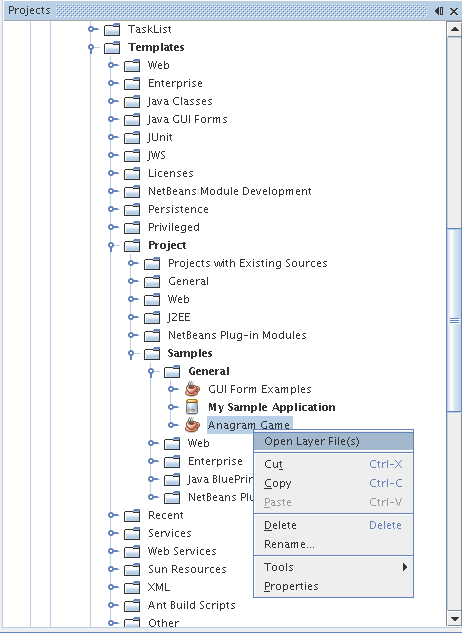 Projects
TaskList
Templates
Web
Enterprise
Java Classes
Java GUI Forms
JUnit
JWS
Licenses
NetBeans Module Development
Persistence
Privileged
Project
Projects with Existing Sources
General
Web
J2EE
NetBeans Plug-in Modules
Samples
General
GUI Form Examples
My Sample Application
Anagram Game
Open Layer File(s)
Web
Cut Ctrl-X
Enterprise
Copy Ctrl-C
Java BluePrin
Paste Ctrl-V
NetBeans Plu
Recent
Delete Delete
Services
Rename...
Web Services
Sun Resources
Tools
XML
Properties
Ant Build Scripts
Other